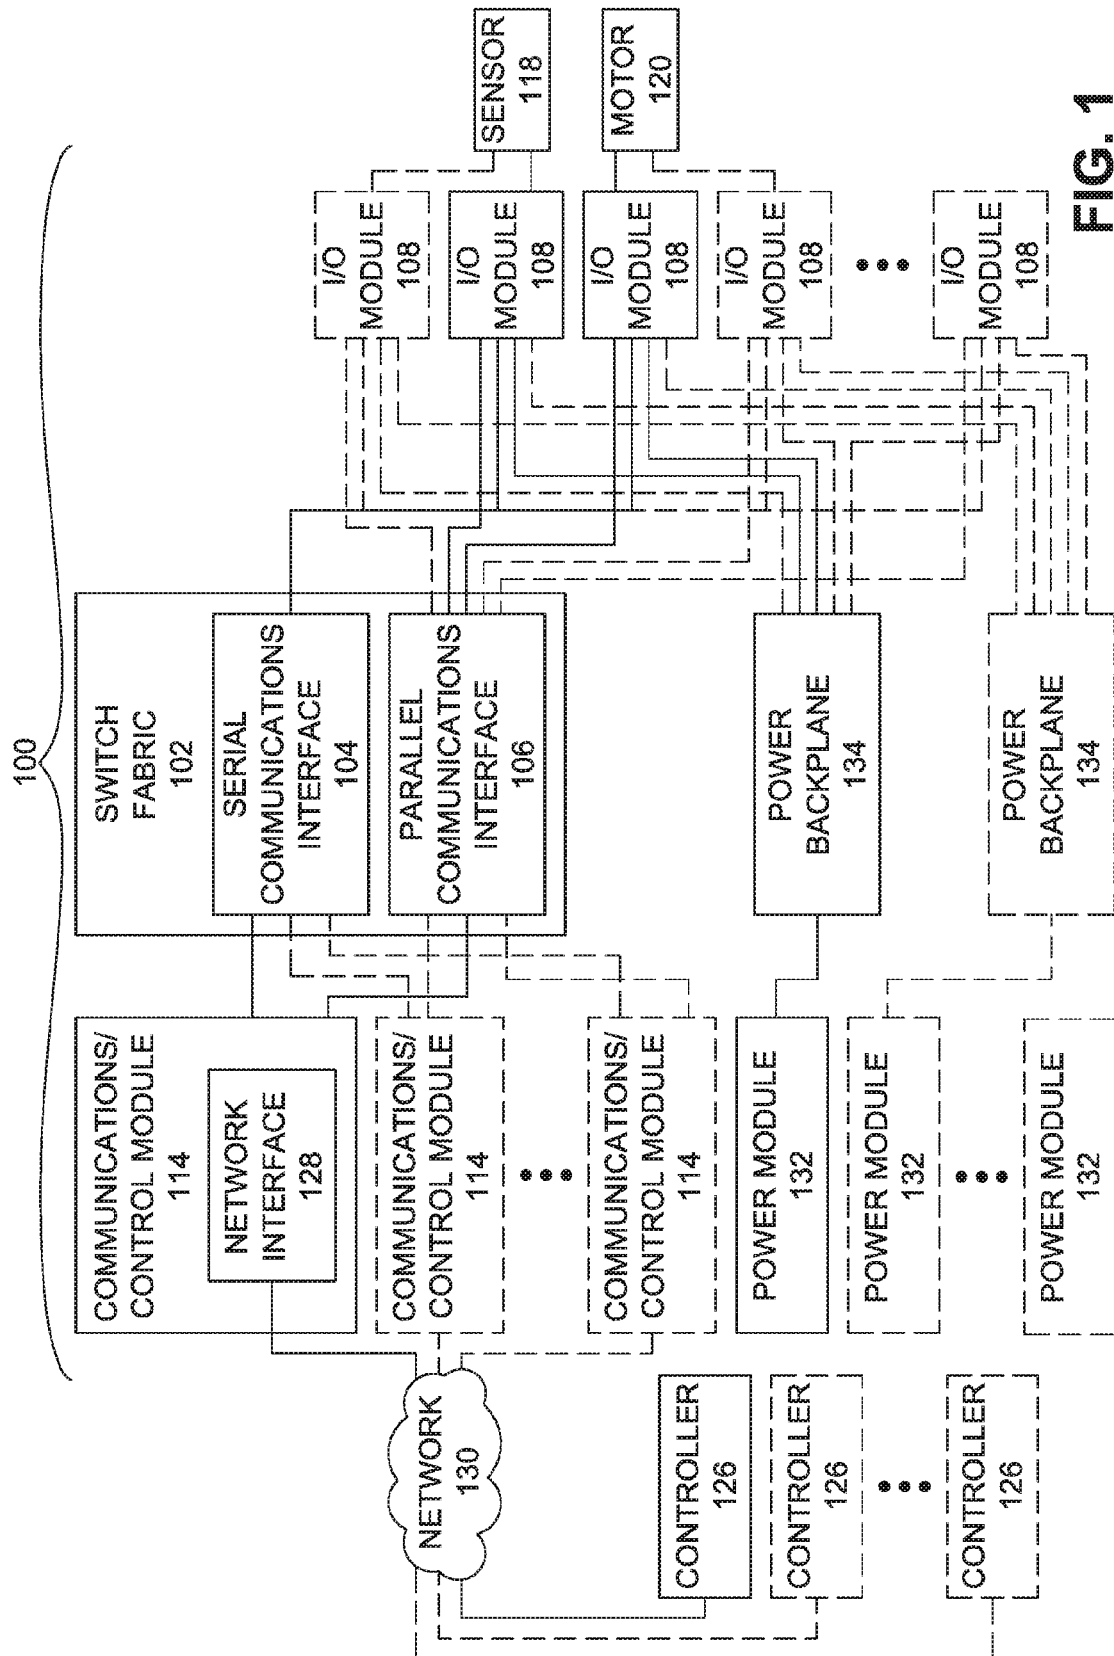 100
COMMUNICATIONS/
CONTROL MODULE
114
NETWORK
INTERFACE
128
SWITCH
FABRIC
102
SERIAL
COMMUNICATIONS
INTERFACE
104
PARALLEL
COMMUNICATIONS
INTERFACE
106
I/O
MODULE
108
I/O
MODULE
108
I/O
MODULE
108
I/O
MODULE
108
I/O
MODULE
108
SENSOR
118
MOTOR
120
NETWORK
130
COMMUNICATIONS/
CONTROL MODULE
114
COMMUNICATIONS/
CONTROL MODULE
114
POWER MODULE
132
POWER MODULE
132
POWER MODULE
132
POWER
BACKPLANE
134
POWER
BACKPLANE
134
CONTROLLER
126
CONTROLLER
126
CONTROLLER
126
FIG. 1